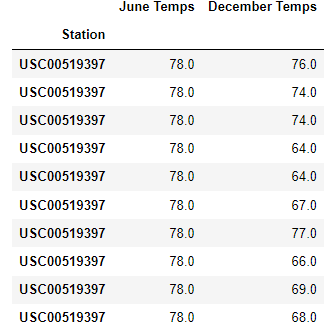 June Temps December Temps
Station
USC00519397 78.0 76.0
USC00519397 78.0 74.0
USC00519397 78.0 74.0
USC00519397 78.0 64.0
USC00519397 78.0 64.0
USC00519397 78.0 67.0
USC00519397 78.0 77.0
USC00519397 78.0 66.0
USC00519397 78.0 69.0
USC00519397 78.0 68.0